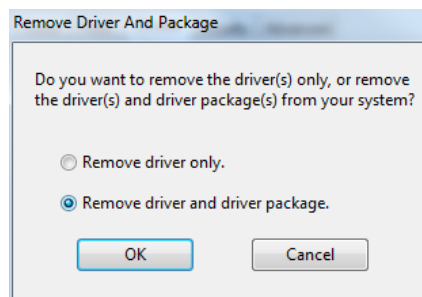 Remove Driver And Package
Do you want to remove the driver(s) only, or remove
the driver(s) and driver package(s) from your system?
Remove driver only.
Remove driver and driver package.
OK
Cancel